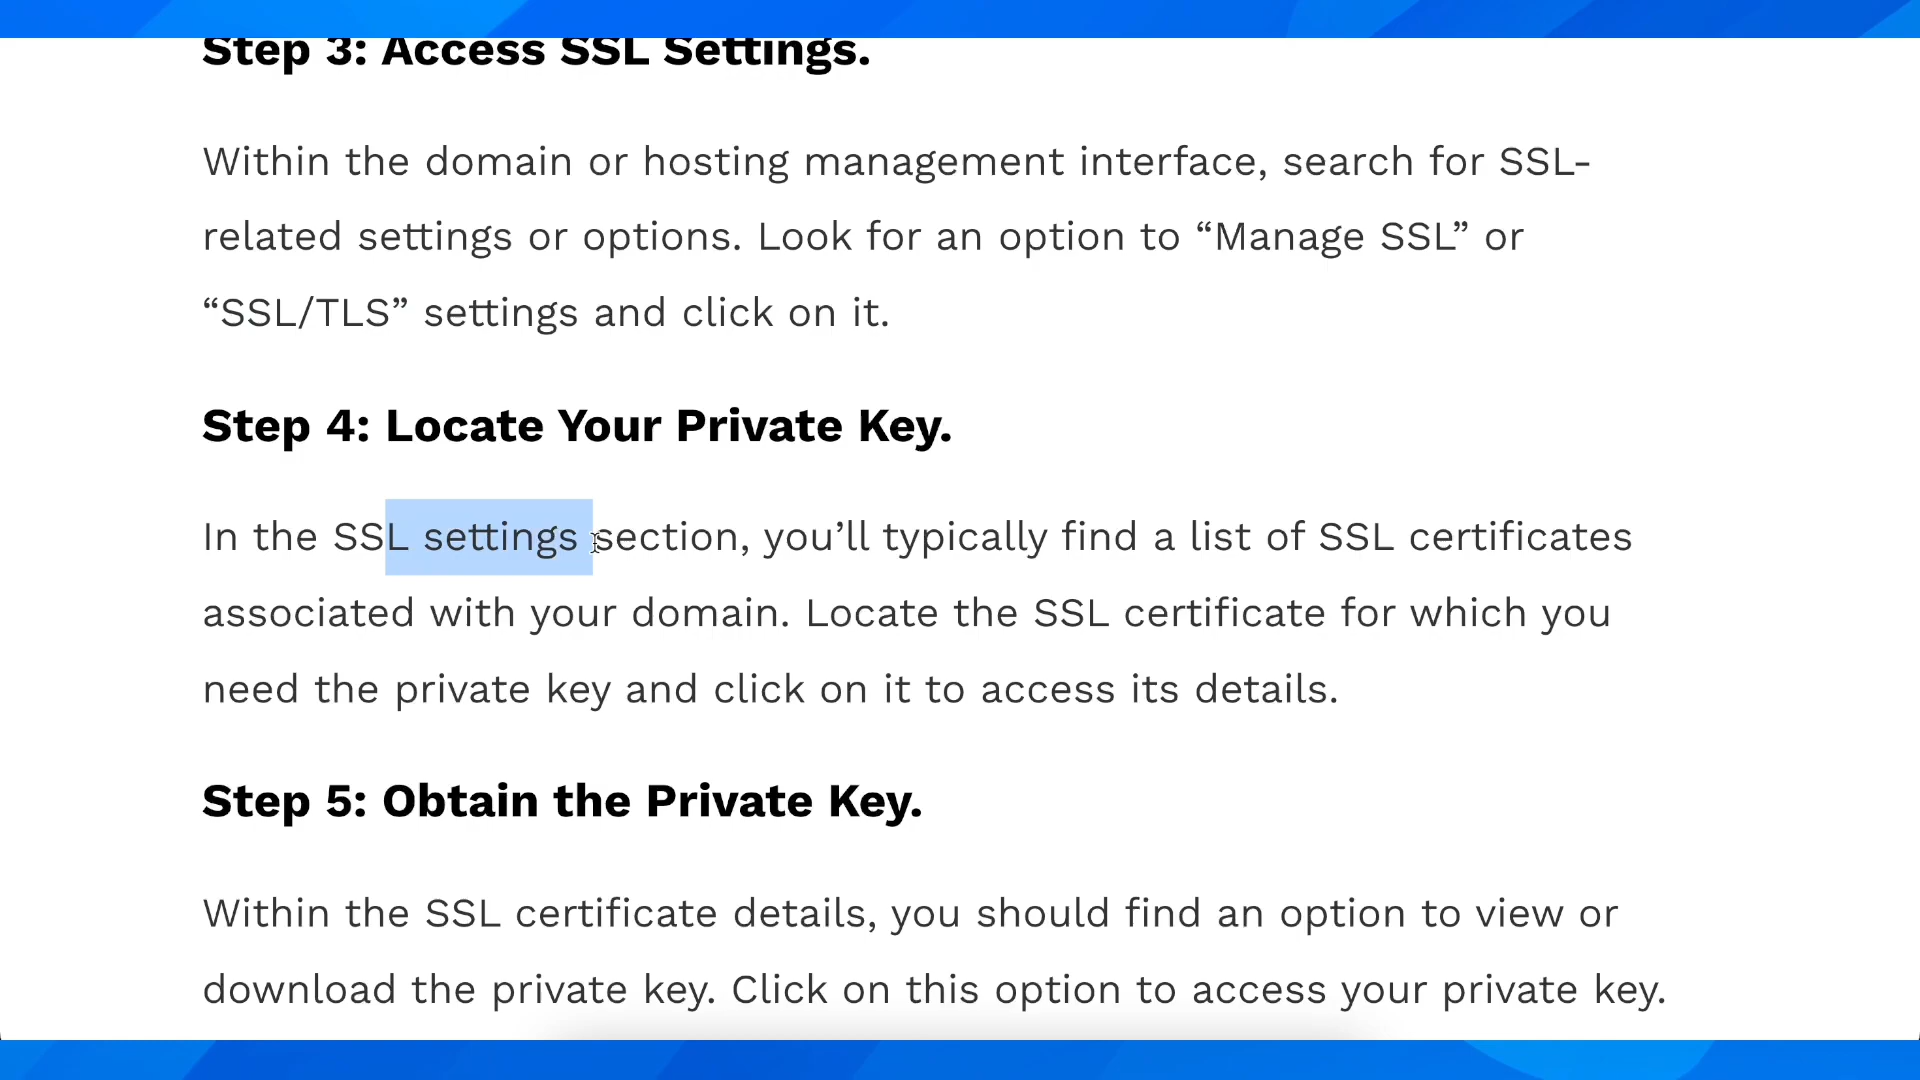 Step 3: Access SSL Settings.
Within the domain or hosting management interface, search for SSL-
related settings or options. Look for an option to “Manage SSL” or
“SSL/TLS” settings and click on it.
Step 4: Locate Your Private Key.
In the SSL settings section, you’ll typically find a list of SSL certificates
associated with your domain. Locate the SSL certificate for which you
need the private key and click on it to access its details.
Step 5: Obtain the Private Key.
Within the SSL certificate details, you should find an option to view or
download the private key. Click on this option to access your private key.